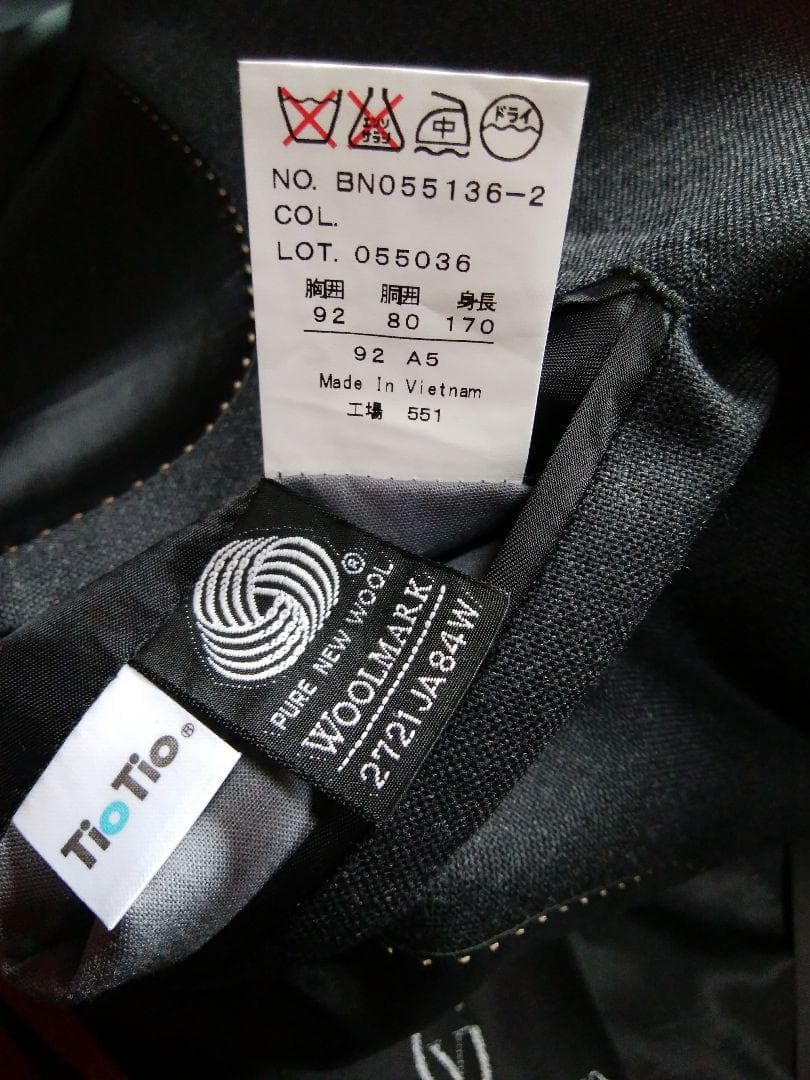 エンソ
サラシ
中
ドライ
NO. BN055136-2
COL.
LOT. 055036
胸囲 胴囲 身長
92 80 170
92 A5
Made In Vietnam
工場 551
®
PURE NEW WOOL
WOOLMARK
2721JA84W/
TioTio®